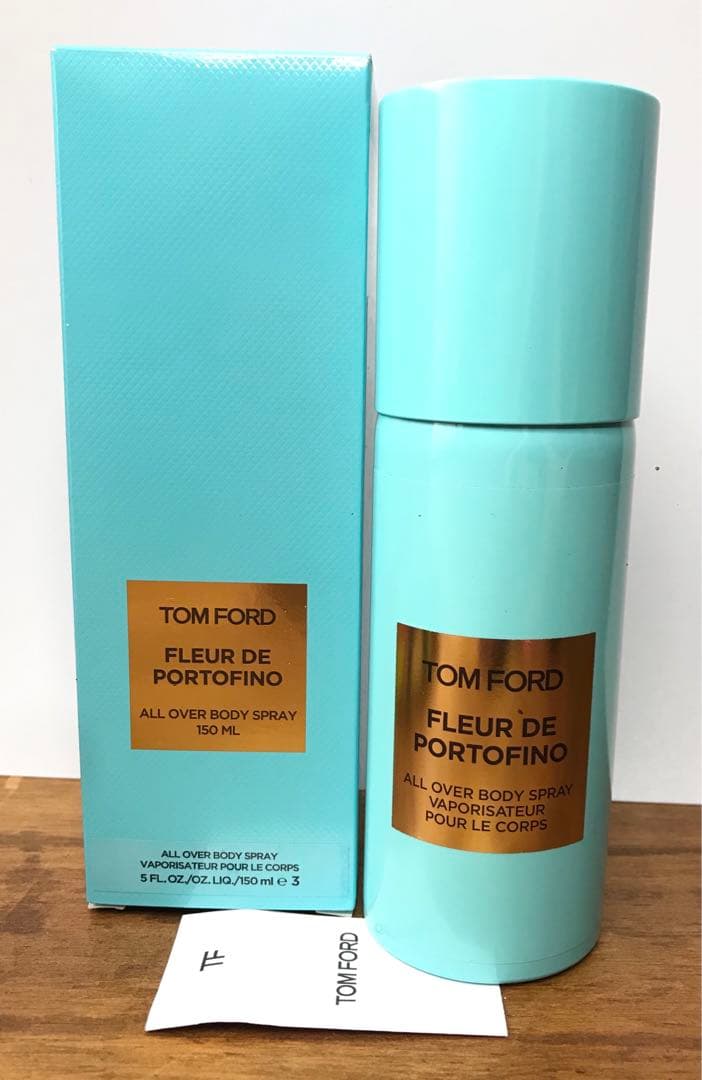 TOM FORD
FLEUR DE
PORTOFINO
ALL OVER BODY SPRAY
150 ML
ALL OVER BODY SPRAY
VAPORISATEUR POUR LE CORPS
5 FL.OZ./OZ.LIQ./150 ml e 3
TOM FORD
FLEUR DE
PORTOFINO
ALL OVER BODY SPRAY
VAPORISATEUR
POUR LE CORPS
TF
TOM FORD